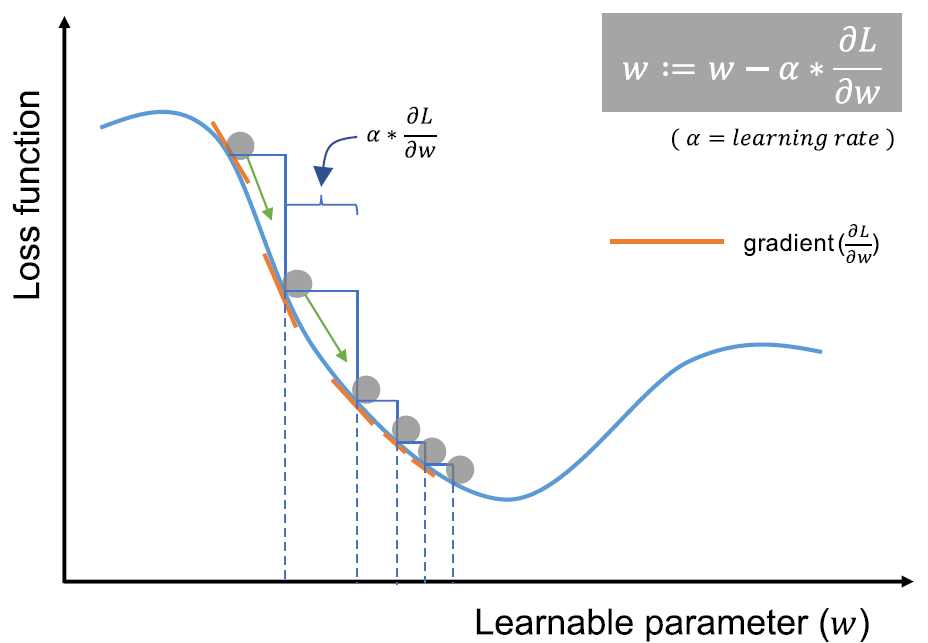 w := w − α * ∂L/∂w
( α = learning rate )
α * ∂L/∂w
Loss function
gradient (∂L/∂w)
Learnable parameter (w)